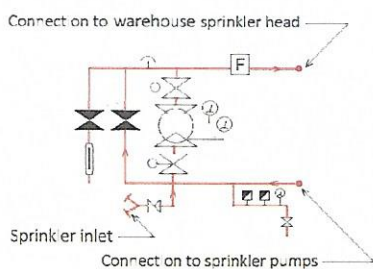 Connect on to warehouse sprinkler head
F
Sprinkler inlet
Connect on to sprinkler pumps